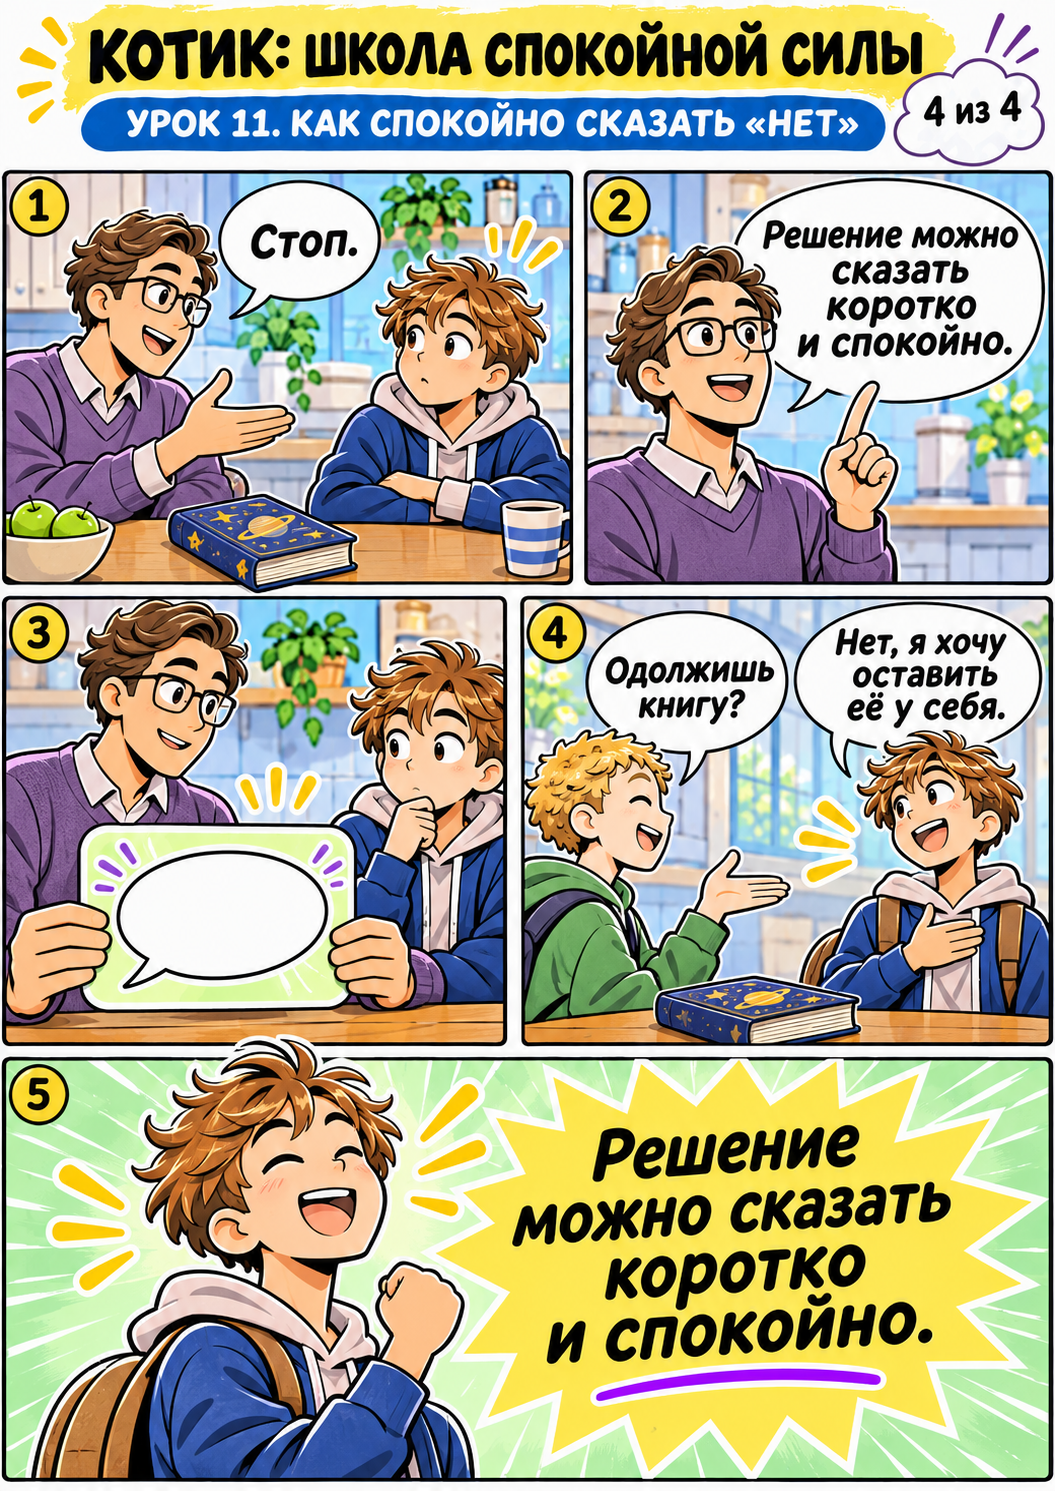 КОТИК: ШКОЛА СПОКОЙНОЙ СИЛЫ
УРОК 11. КАК СПОКОЙНО СКАЗАТЬ «НЕТ»
4 из 4
1
Стоп.
2
Решение можно
сказать
коротко
и спокойно.
3
4
Одолжишь
книгу?
Нет, я хочу
оставить
её у себя.
5
Решение
можно сказать
коротко
и спокойно.